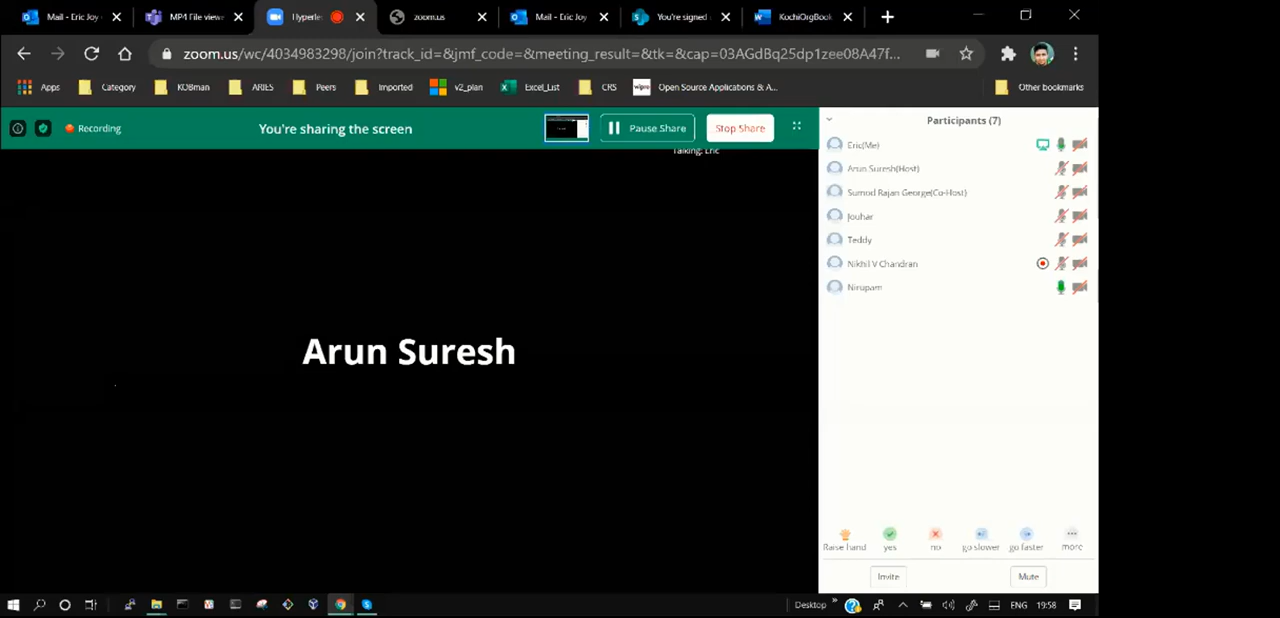 Mail - Eric Joy
MP4 File viewe
Hyperle
zoom.us
Mail - Eric Joy
You're signed
KochiOrgBook
zoom.us/wc/4034983298/join?track_id=&jmf_code=&meeting_result=&tk=&cap=03AGdBq25dp1zee08A47f...
Apps
Category
KOBman
ARIES
Peers
Imported
v2_plan
Excel_List
CRS
wipro
Open Source Applications & A...
Other bookmarks
Recording
You're sharing the screen
Pause Share
Stop Share
Talking: Eric
Participants (7)
Eric(Me)
Arun Suresh(Host)
Sumod Rajan George(Co-Host)
Jouhar
Teddy
Nikhil V Chandran
Nirupam
Arun Suresh
Raise hand
yes
no
go slower
go faster
more
Invite
Mute
Desktop
ENG
19:58